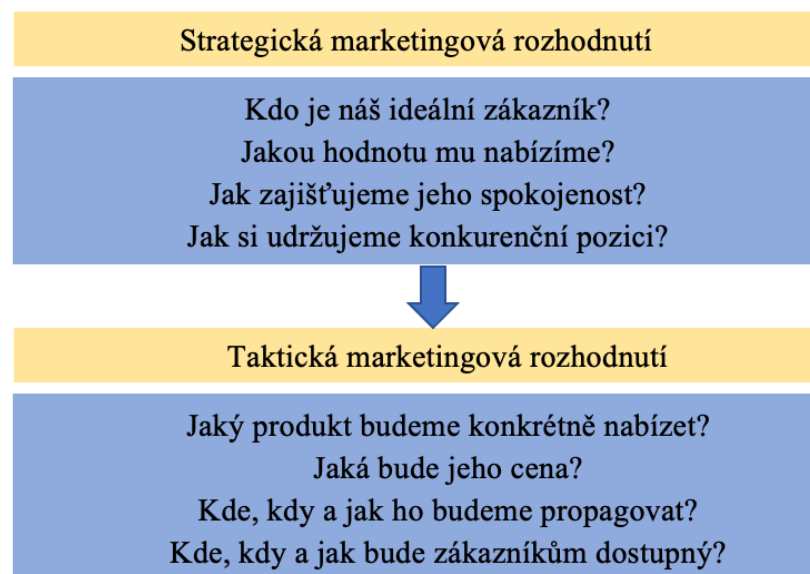 Strategická marketingová rozhodnutí
Kdo je náš ideální zákazník?
Jakou hodnotu mu nabízíme?
Jak zajišťujeme jeho spokojenost?
Jak si udržujeme konkurenční pozici?
Taktická marketingová rozhodnutí
Jaký produkt budeme konkrétně nabízet?
Jaká bude jeho cena?
Kde, kdy a jak ho budeme propagovat?
Kde, kdy a jak bude zákazníkům dostupný?